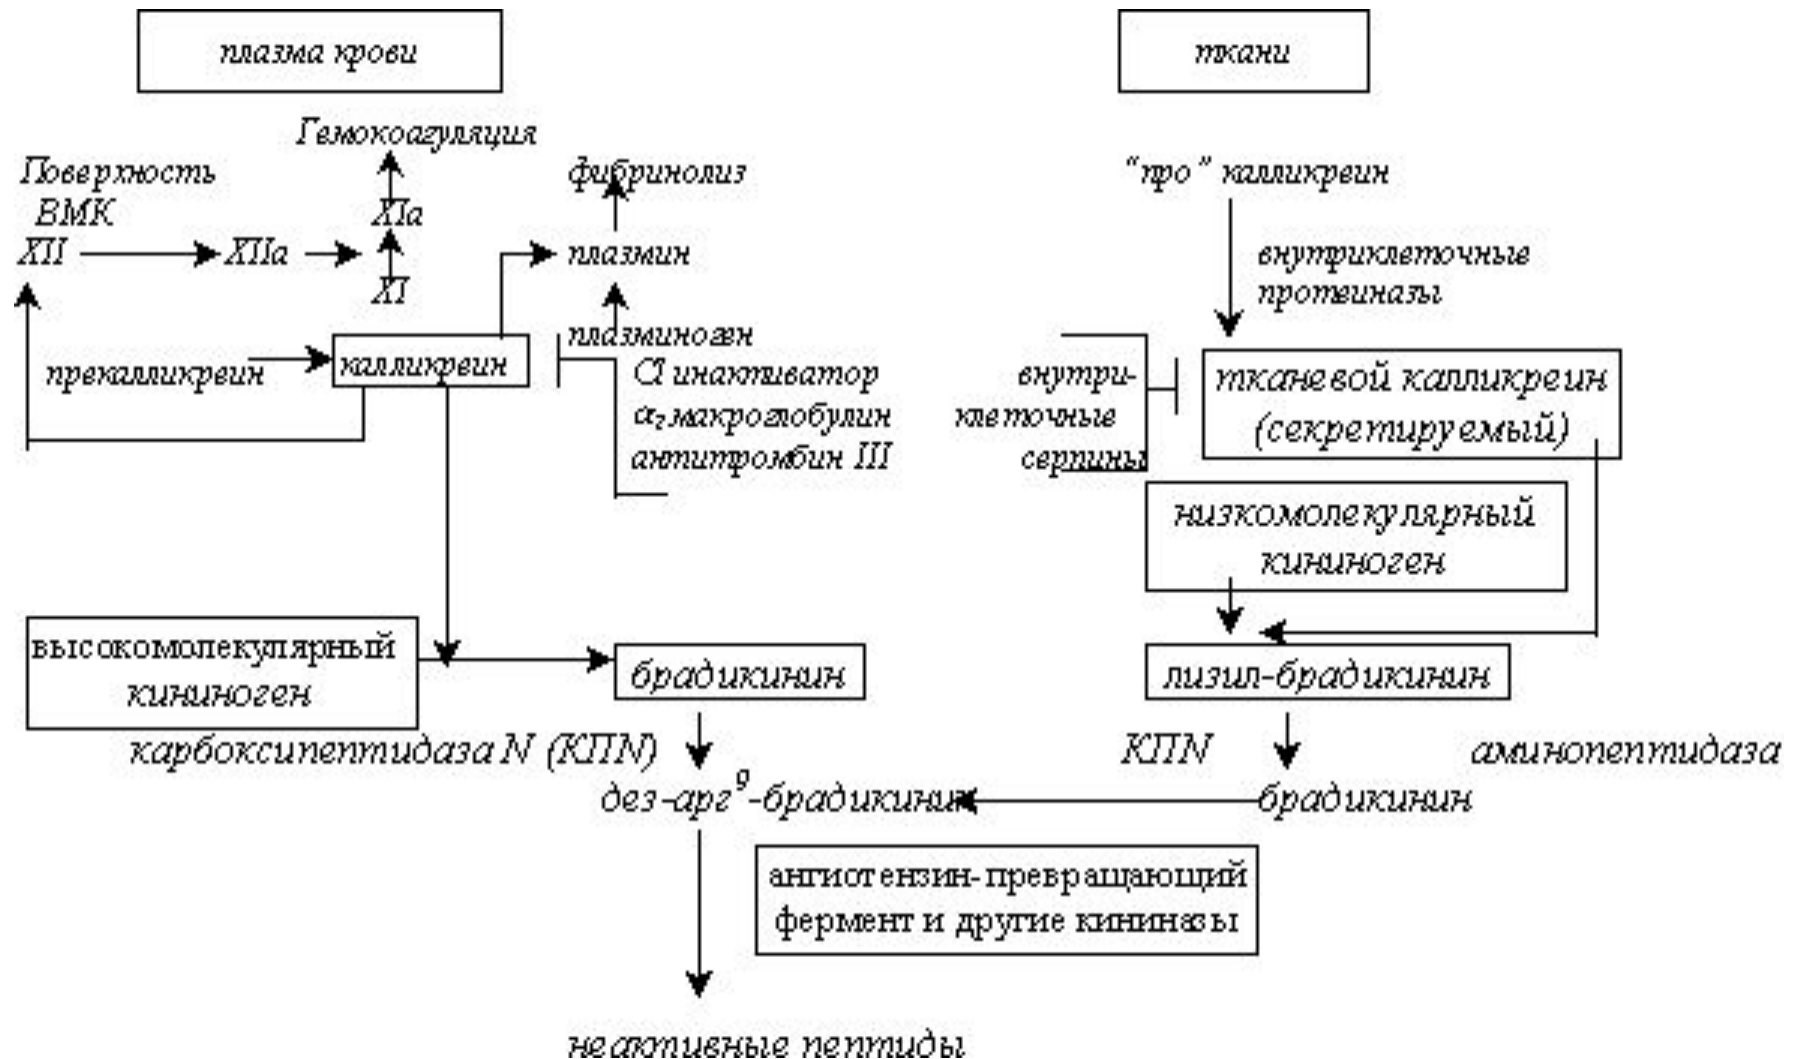 плазма крови
ткани
Гемокоагуляция
Поверхность
ВМК
фибринолиз
"про" калликреин
XIa
XII
XIIa
плазмин
внутриклеточные
протеиназы
XI
плазминоген
прекалликреин
калликреин
CI инактиватор
α₂ макроглобулин
антитромбин III
внутри-
клеточные
серпины
тканевой калликреин
(секретируемый)
низкомолекулярный
кининоген
высокомолекулярный
кининоген
брадикинин
лизил-брадикинин
карбоксипептидаза N (КПN)
КПN
аминопептидаза
дез-арг⁹-брадикинин
брадикинин
ангиотензин-превращающий
фермент и другие кининазы
неактивные пептиды